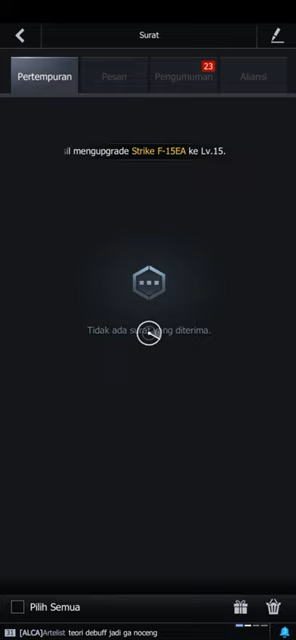 Surat
Pertempuran
Pesan
Pengumuman
23
Aliansi
il mengupgrade Strike F-15EA ke Lv.15.
Tidak ada surat yang diterima.
Pilih Semua
31 [ALCA]Artelist teori debuff jadi ga noceng